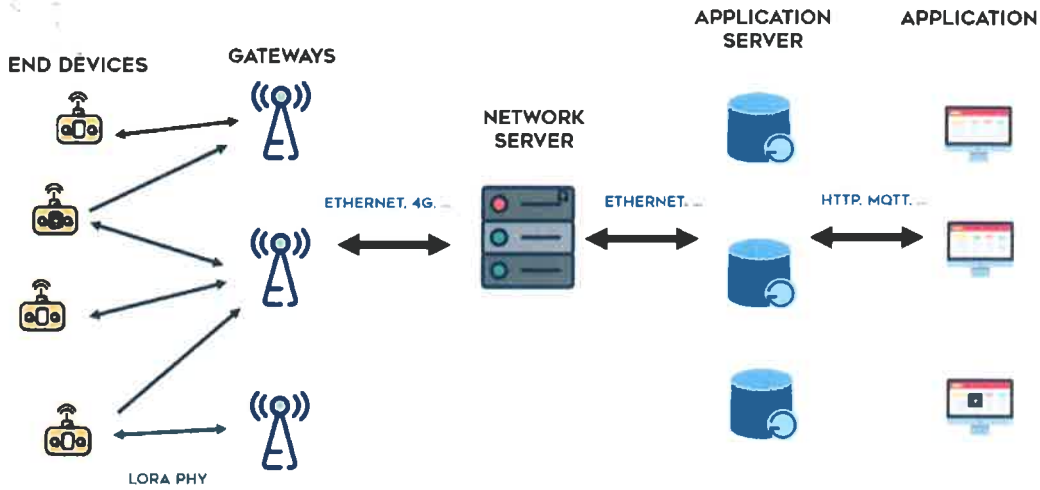 APPLICATION
SERVER
APPLICATION
END DEVICES
GATEWAYS
NETWORK
SERVER
ETHERNET, 4G, ...
ETHERNET, ...
HTTP, MQTT, ...
LORA PHY